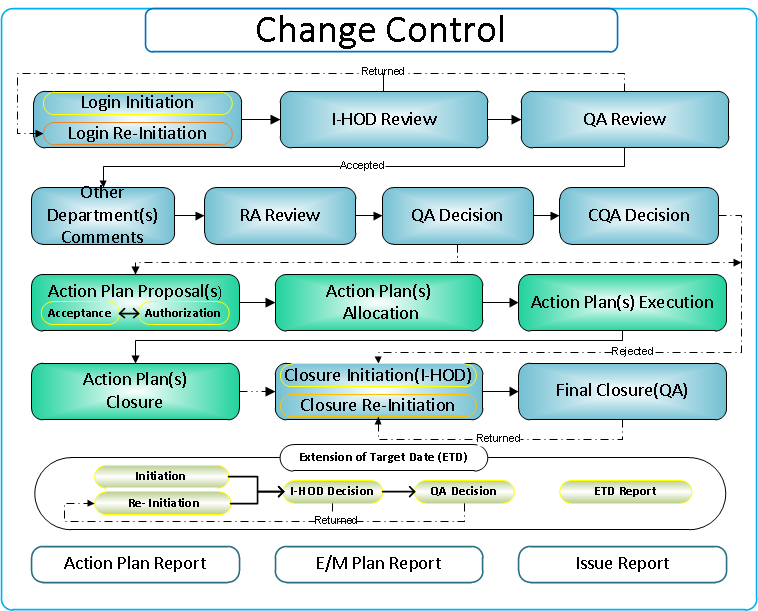 Change Control
Returned
Login Initiation
Login Re-Initiation
I-HOD Review
QA Review
Accepted
Other
Department(s)
Comments
RA Review
QA Decision
CQA Decision
Action Plan Proposal(s)
Acceptance
Authorization
Action Plan(s)
Allocation
Action Plan(s) Execution
Rejected
Action Plan(s)
Closure
Closure Initiation(I-HOD)
Closure Re-Initiation
Final Closure(QA)
Returned
Extension of Target Date (ETD)
Initiation
Re- Initiation
I-HOD Decision
QA Decision
ETD Report
Returned
Action Plan Report
E/M Plan Report
Issue Report